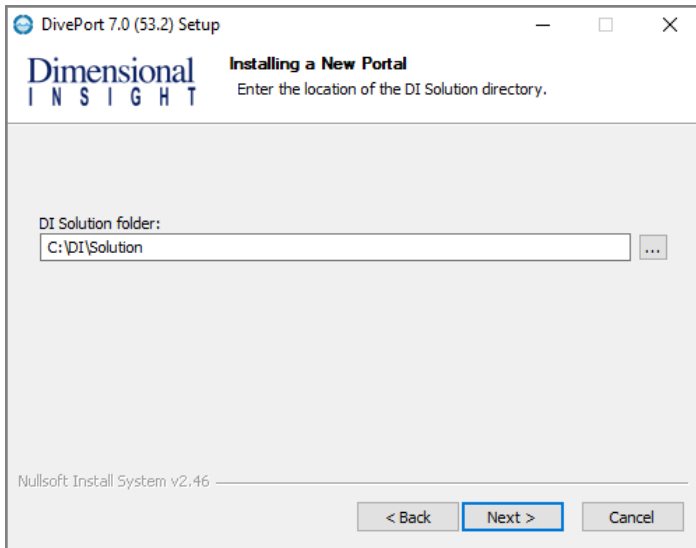 DivePort 7.0 (53.2) Setup
Dimensional
INSIGHT
Installing a New Portal
Enter the location of the DI Solution directory.
DI Solution folder:
C:\DI\Solution
...
Nullsoft Install System v2.46
< Back
Next >
Cancel